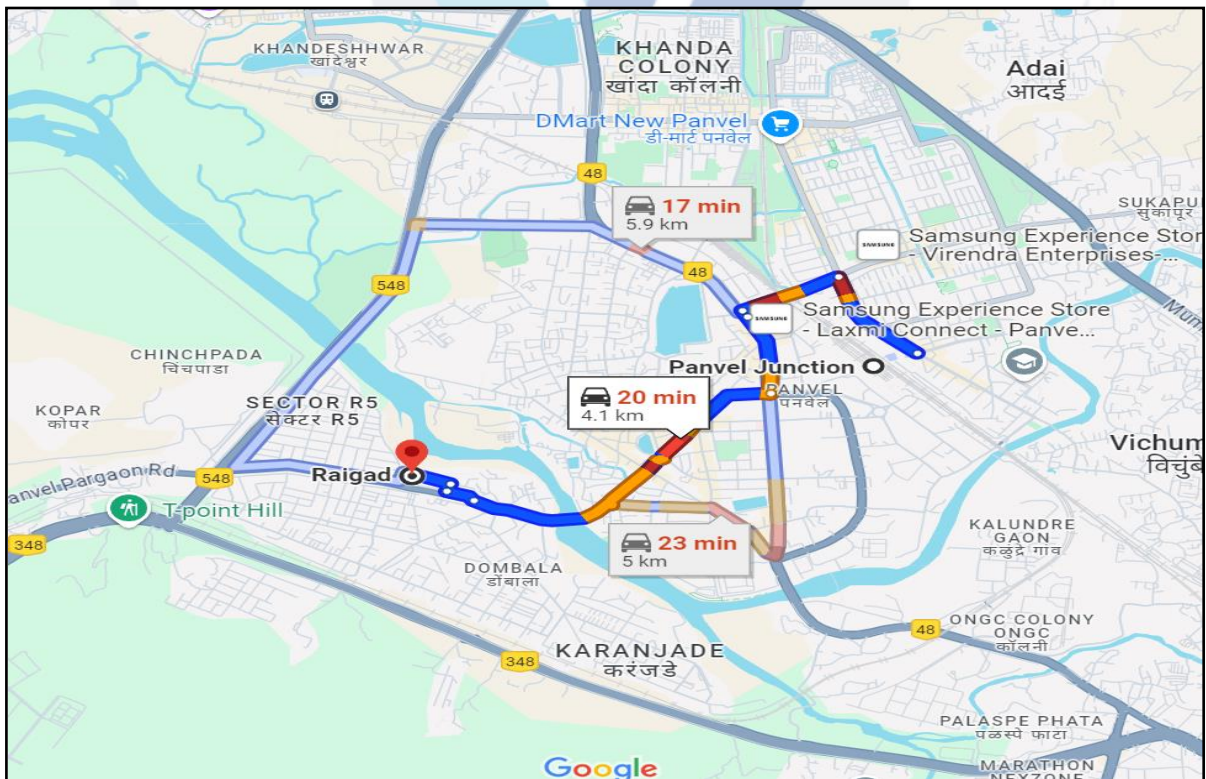 KHANDESHHWAR
खांदेश्वर
KHANDA
COLONY
खांदा कॉलनी
Adai
आदई
DMart New Panvel
डी-मार्ट पनवेल
48
17 min
5.9 km
SUKAPUR
सुकापूर
SAMSUNG
Samsung Experience Stor
- Virendra Enterprises-...
48
548
SAMSUNG
Samsung Experience Store
- Laxmi Connect - Panve...
Mum
CHINCHPADA
चिंचपाडा
Panvel Junction
PANVEL
पनवेल
20 min
4.1 km
SECTOR R5
सेक्टर R5
KOPAR
कोपर
Vichum
विचुंबे
Raigad
548
anvel Pargaon Rd
T-point Hill
348
KALUNDRE
GAON
कळुंद्रे गाव
23 min
5 km
DOMBALA
डोंबाला
ONGC COLONY
ONGC
कॉलनी
48
KARANJADE
करंजडे
348
PALASPE PHATA
पळस्पे फाटा
Google
MARATHON
NEXZONE